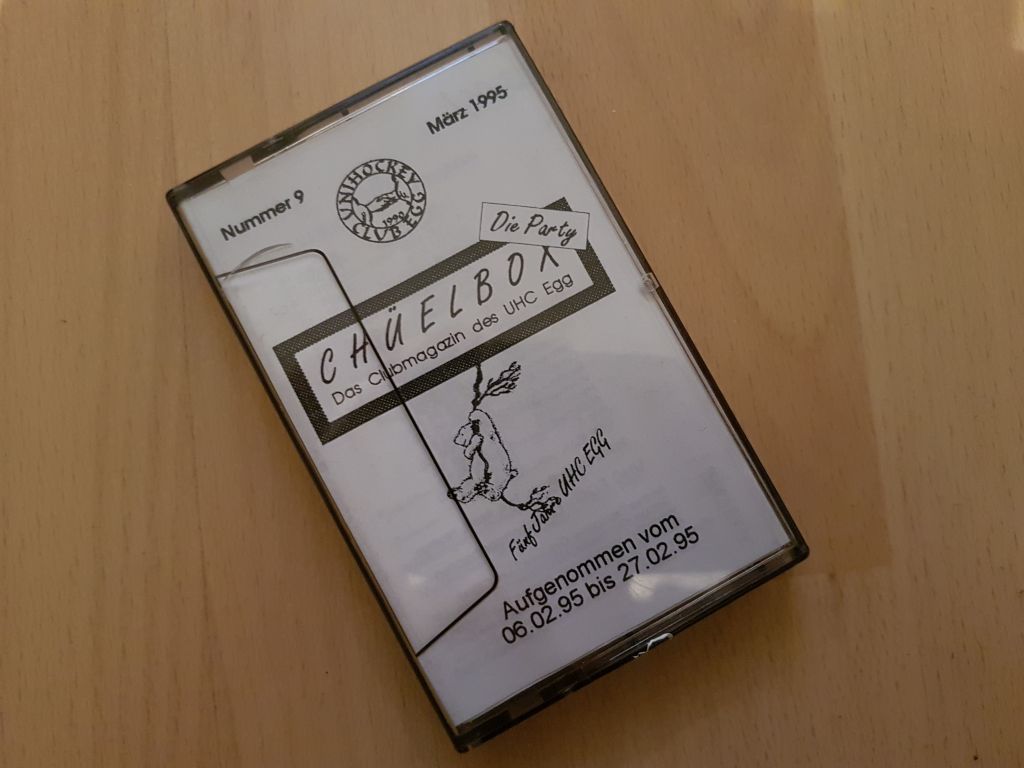 Nummer 9
März 1995
UNIHOCKEY
CLUB EGG
1990
Die Party
CHÜELBOX
Das Clubmagazin des UHC Egg
Fünf Jahre UHC EGG
Aufgenommen vom
06.02.95 bis 27.02.95